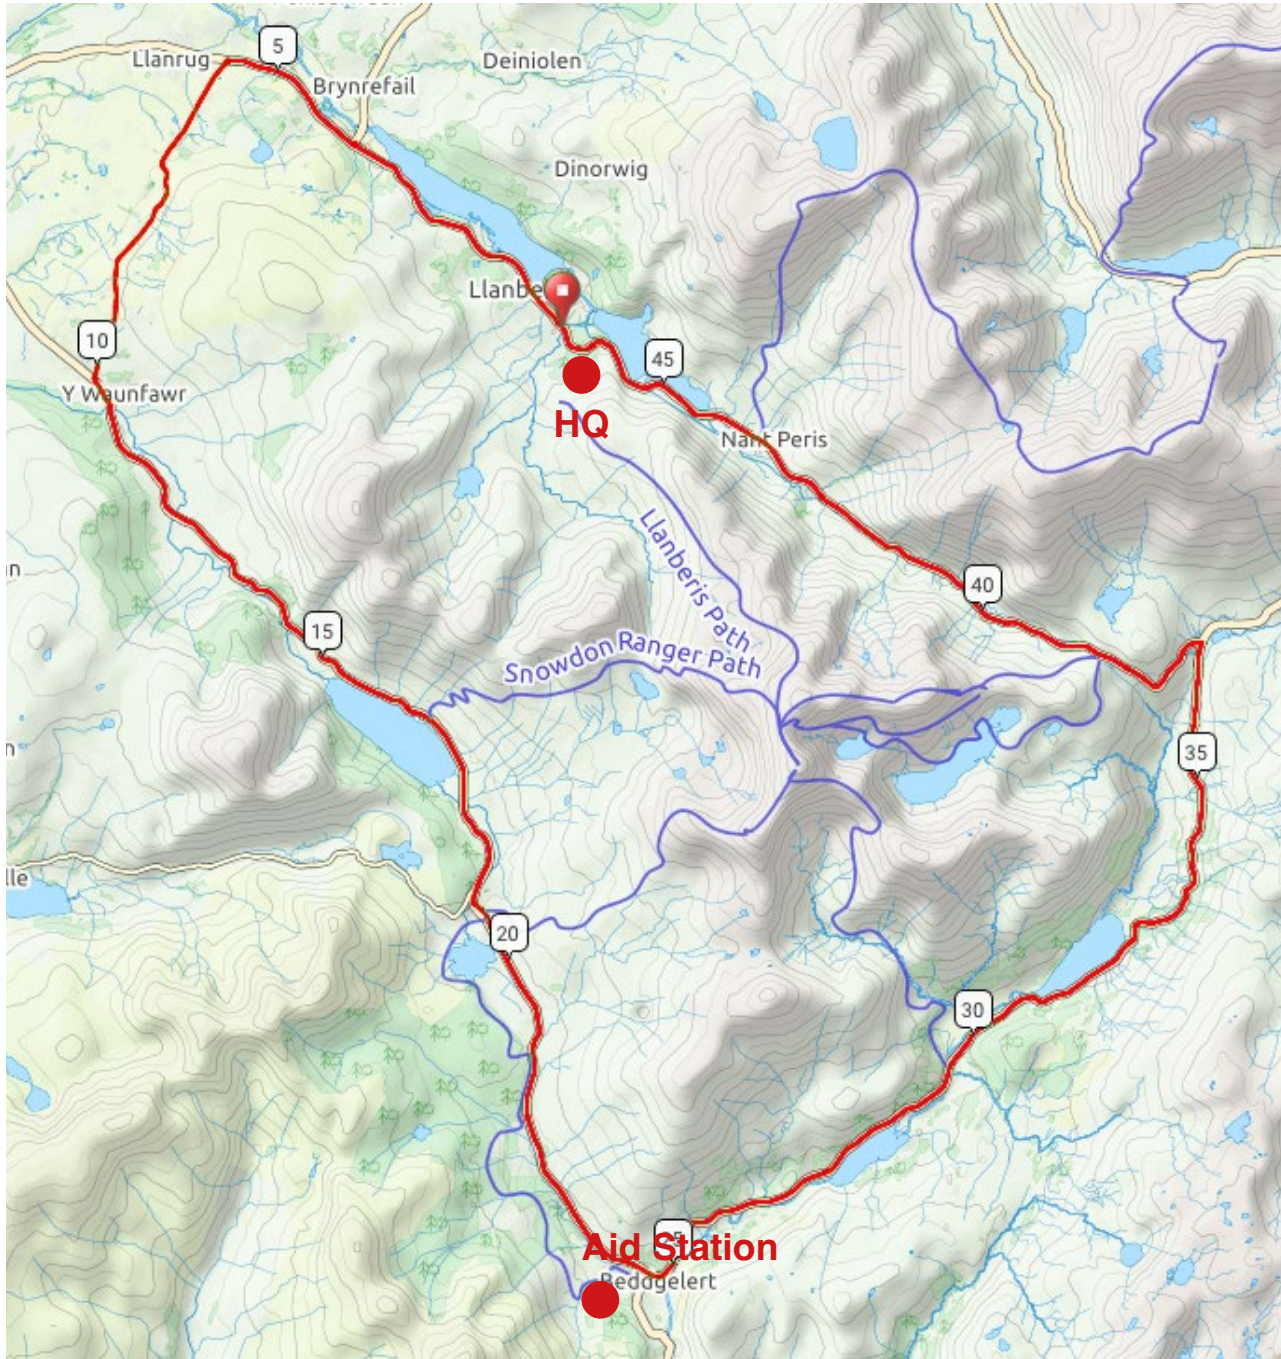 5
Llanrug
Deiniolen
Brynrefail
Dinorwig
Llanbe
10
45
Y Waunfawr
HQ
Nant Peris
Llanberis Path
40
15
Snowdon Ranger Path
35
lle
20
30
Aid Station
Beddgelert